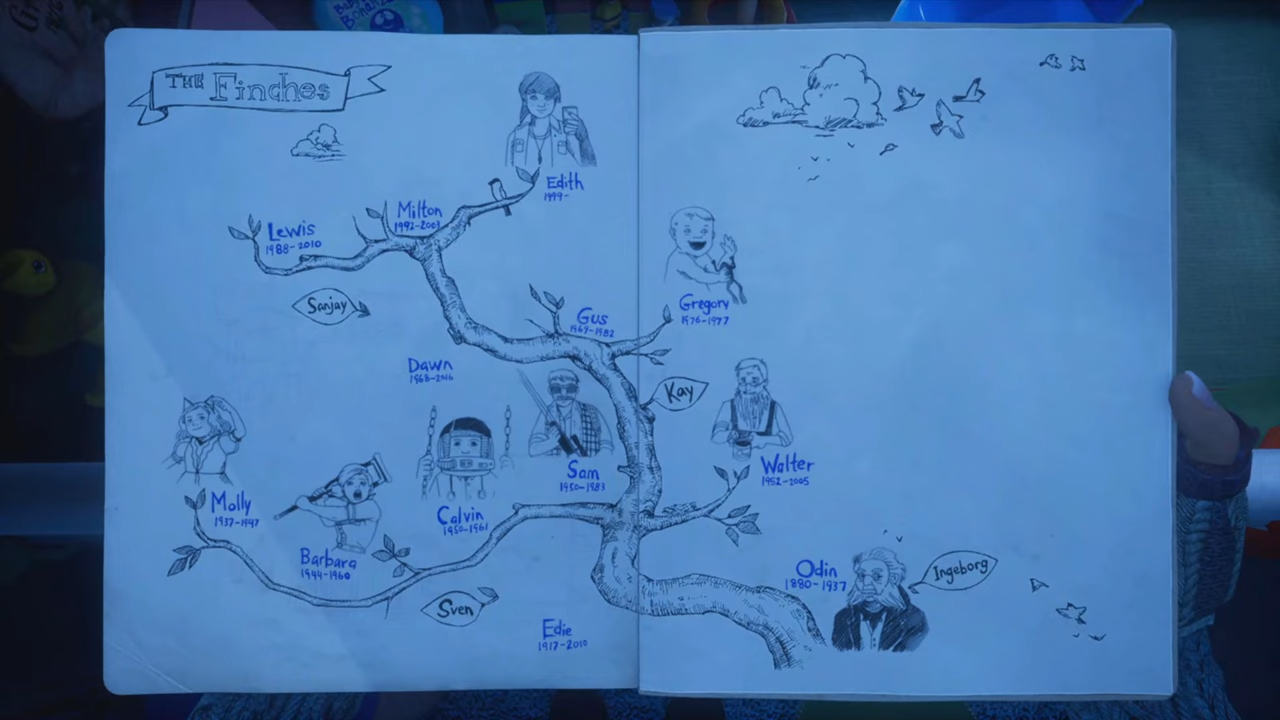 THE Finches
Edith
1999-
Milton
1992-2003
Lewis
1988-2010
Sanjay
Gregory
1976-1977
Gus
1969-1982
Dawn
1968-2016
Kay
Sam
1950-1983
Walter
1952-2005
Molly
1937-1947
Calvin
1950-1961
Barbara
1944-1960
Sven
Odin
1880-1937
Ingeborg
Edie
1917-2010